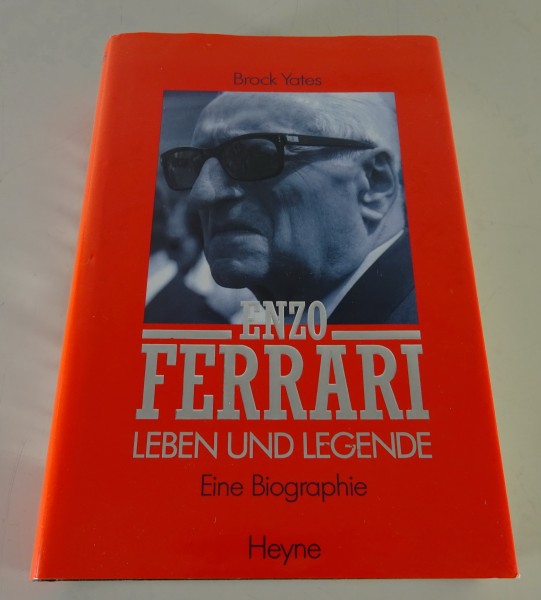 Brock Yates
ENZO
FERRARI
LEBEN UND LEGENDE
Eine Biographie
Heyne